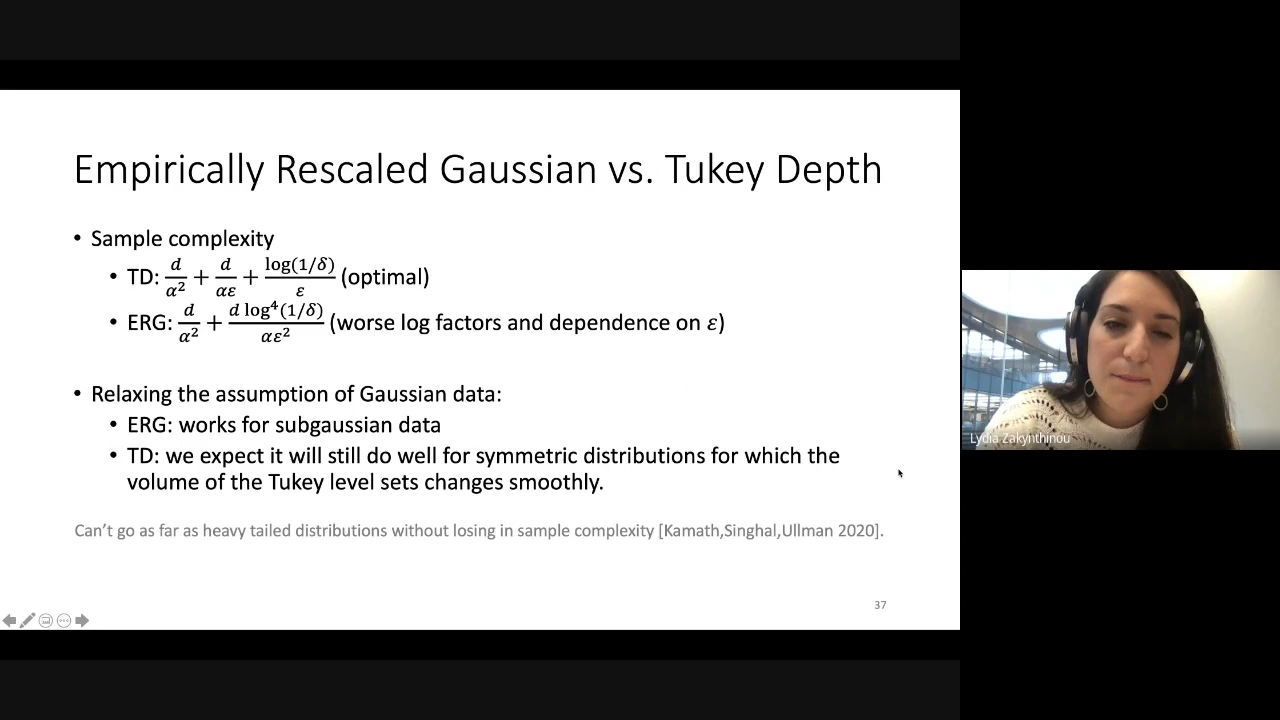 Empirically Rescaled Gaussian vs. Tukey Depth
• Sample complexity
• TD: d/α² + d/(αε) + log(1/δ)/ε (optimal)
• ERG: d/α² + d log⁴(1/δ)/(αε²) (worse log factors and dependence on ε)
• Relaxing the assumption of Gaussian data:
• ERG: works for subgaussian data
• TD: we expect it will still do well for symmetric distributions for which the
volume of the Tukey level sets changes smoothly.
Can't go as far as heavy tailed distributions without losing in sample complexity [Kamath,Singhal,Ullman 2020].
37
Lydia Zakynthinou